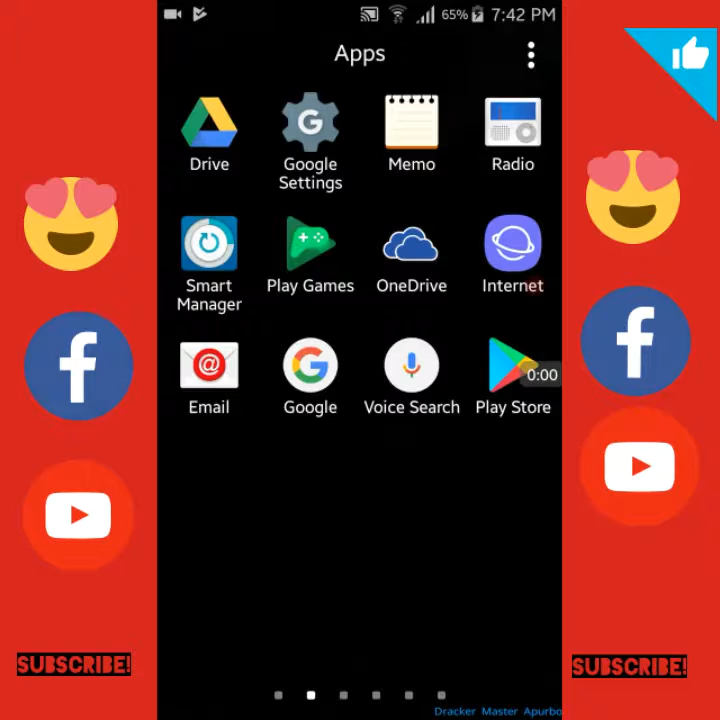 65% 7:42 PM
Apps
Drive
Google Settings
Memo
Radio
Smart Manager
Play Games
OneDrive
Internet
Email
Google
Voice Search
Play Store
0:00
SUBSCRIBE!
SUBSCRIBE!
Dracker Master Apurbo